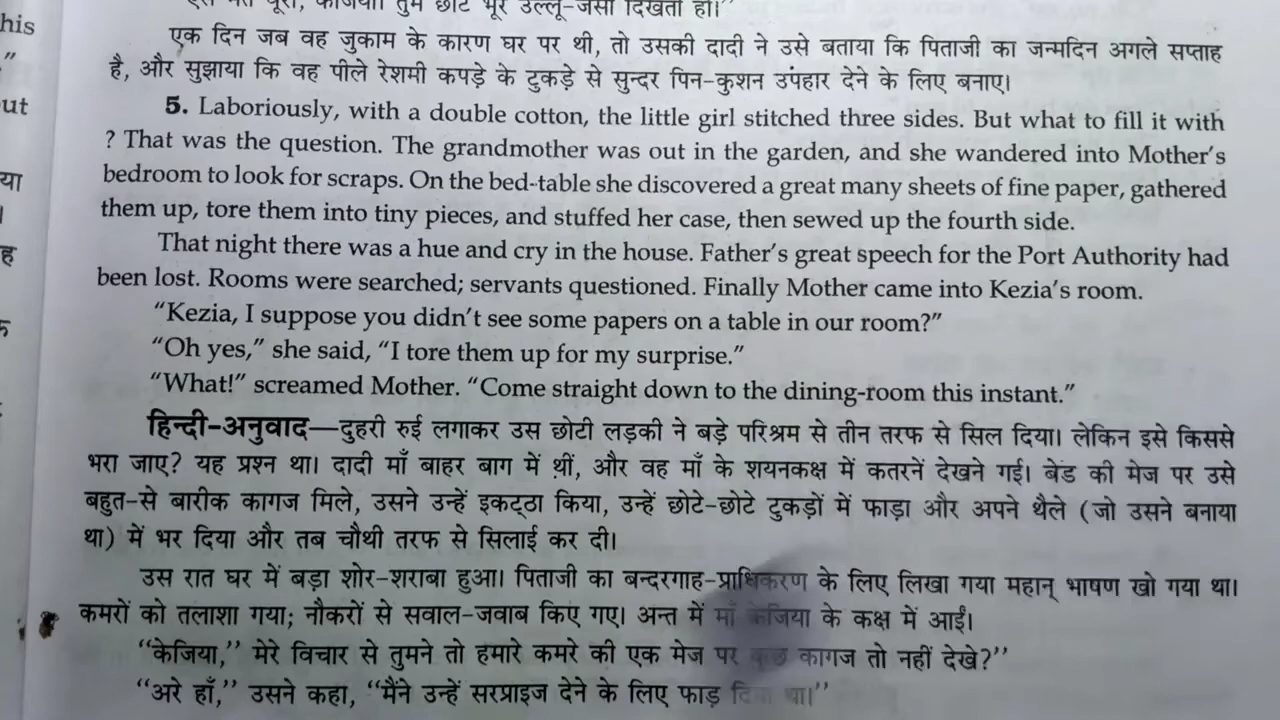 his
"
ut
या
ह
जुकाम
एक दिन जब वह जुकाम के कारण घर पर थी, तो उसकी दादी ने उसे बताया कि पिताजी का जन्मदिन अगले सप्ताह
है, और सुझाया कि वह पीले रेशमी कपड़े के टुकड़े से सुन्दर पिन-कुशन उपंहार देने के लिए बनाए।
5. Laboriously, with a double cotton, the little girl stitched three sides. But what to fill it with
? That was the question. The grandmother was out in the garden, and she wandered into Mother's
bedroom to look for scraps. On the bed-table she discovered a great many sheets of fine paper, gathered
them up, tore them into tiny pieces, and stuffed her case, then sewed up the fourth side.
That night there was a hue and cry in the house. Father's great speech for the Port Authority had
been lost. Rooms were searched; servants questioned. Finally Mother came into Kezia's room.
"Kezia, I suppose you didn't see some papers on a table in our room?"
"Oh yes," she said, "I tore them up for my surprise."
"What!" screamed Mother. "Come straight down to the dining-room this instant."
हिन्दी-अनुवाद—दुहरी रुई लगाकर उस छोटी लड़की ने बड़े परिश्रम से तीन तरफ से सिल दिया। लेकिन इसे किससे
भरा जाए? यह प्रश्न था। दादी माँ बाहर बाग में थीं, और वह माँ के शयनकक्ष में कतरनें देखने गई। बेड की मेज पर उसे
बहुत-से बारीक कागज मिले, उसने उन्हें इकट्ठा किया, उन्हें छोटे-छोटे टुकड़ों में फाड़ा और अपने थैले (जो उसने बनाया
था) में भर दिया और तब चौथी तरफ से सिलाई कर दी।
उस रात घर में बड़ा शोर-शराबा हुआ। पिताजी का बन्दरगाह-प्राधिकरण के लिए लिखा गया महान् भाषण खो गया था।
कमरों को तलाशा गया; नौकरों से सवाल-जवाब किए गए। अन्त में माँ केजिया के कक्ष में आईं।
"केजिया," मेरे विचार से तुमने तो हमारे कमरे की एक मेज पर कुछ कागज तो नहीं देखे?"
"अरे हाँ," उसने कहा, "मैंने उन्हें सरप्राइज देने के लिए फाड़ दिया था।"